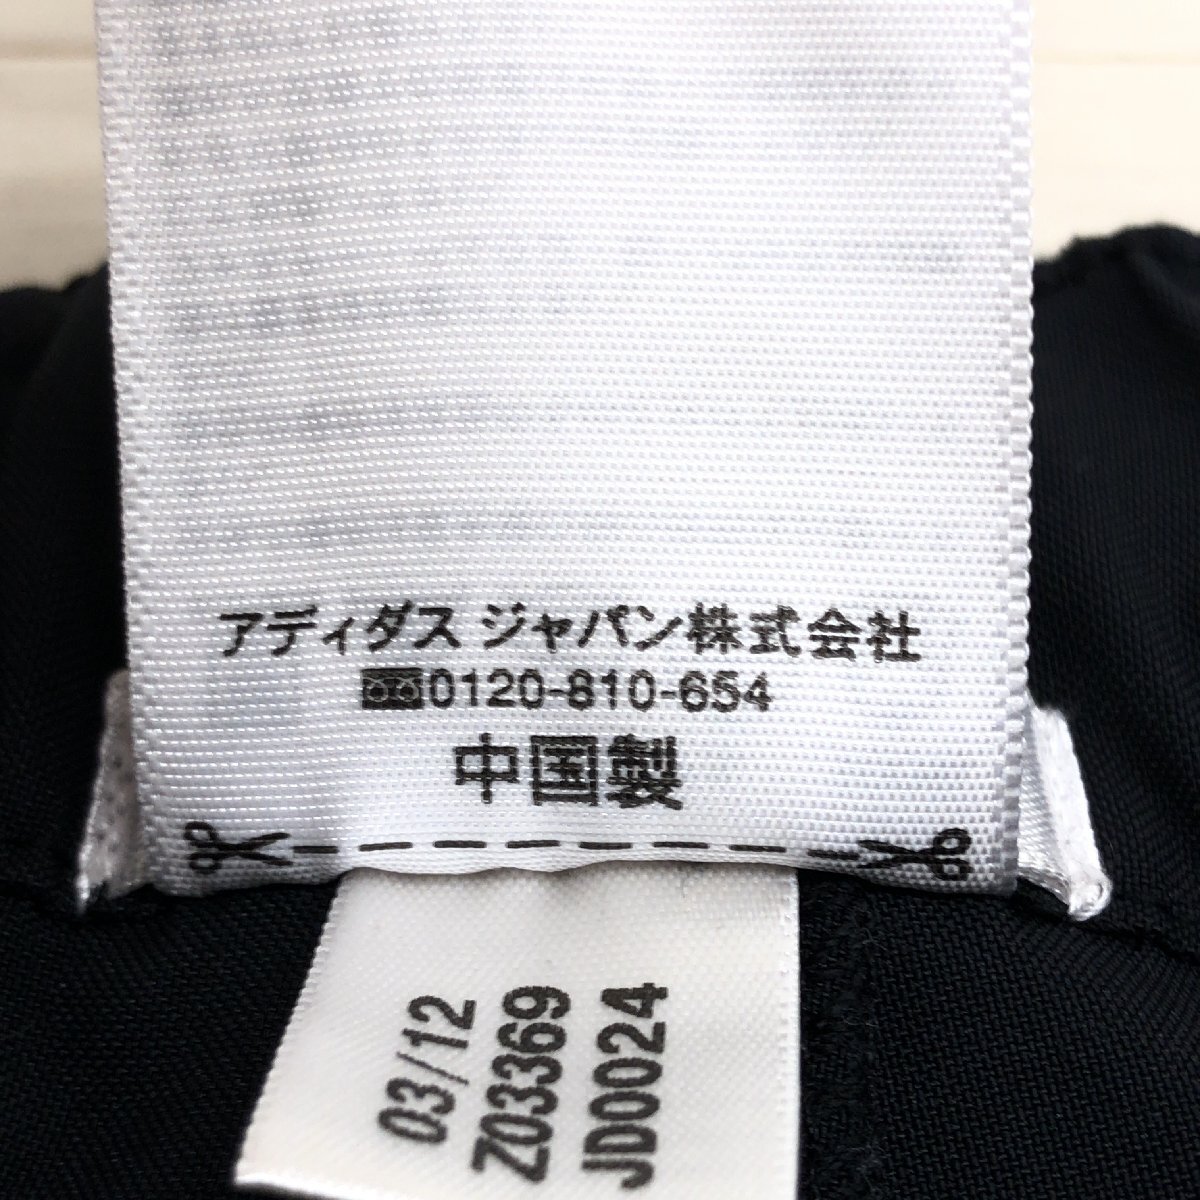 アディダス ジャパン株式会社
0120-810-654
中国製
03/12
Z03369
JD0024